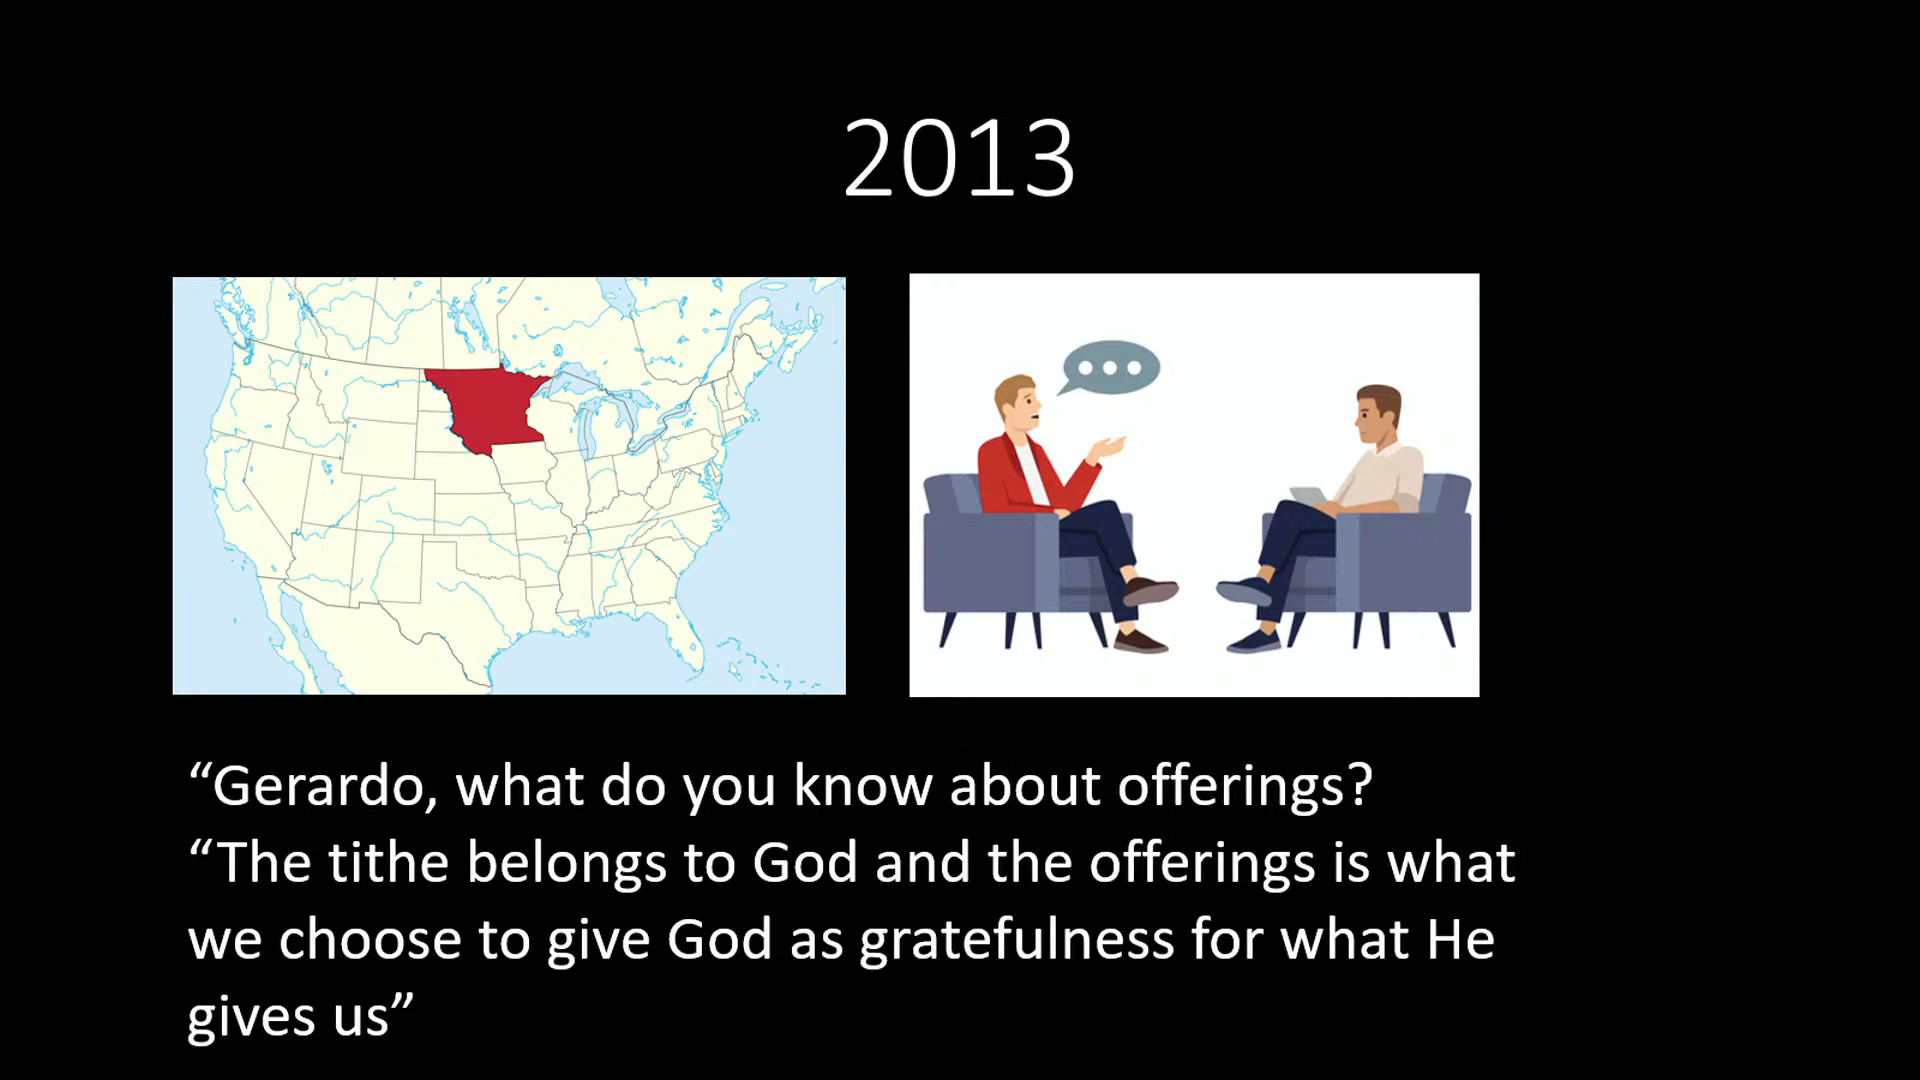 2013
“Gerardo, what do you know about offerings?
“The tithe belongs to God and the offerings is what
we choose to give God as gratefulness for what He
gives us”